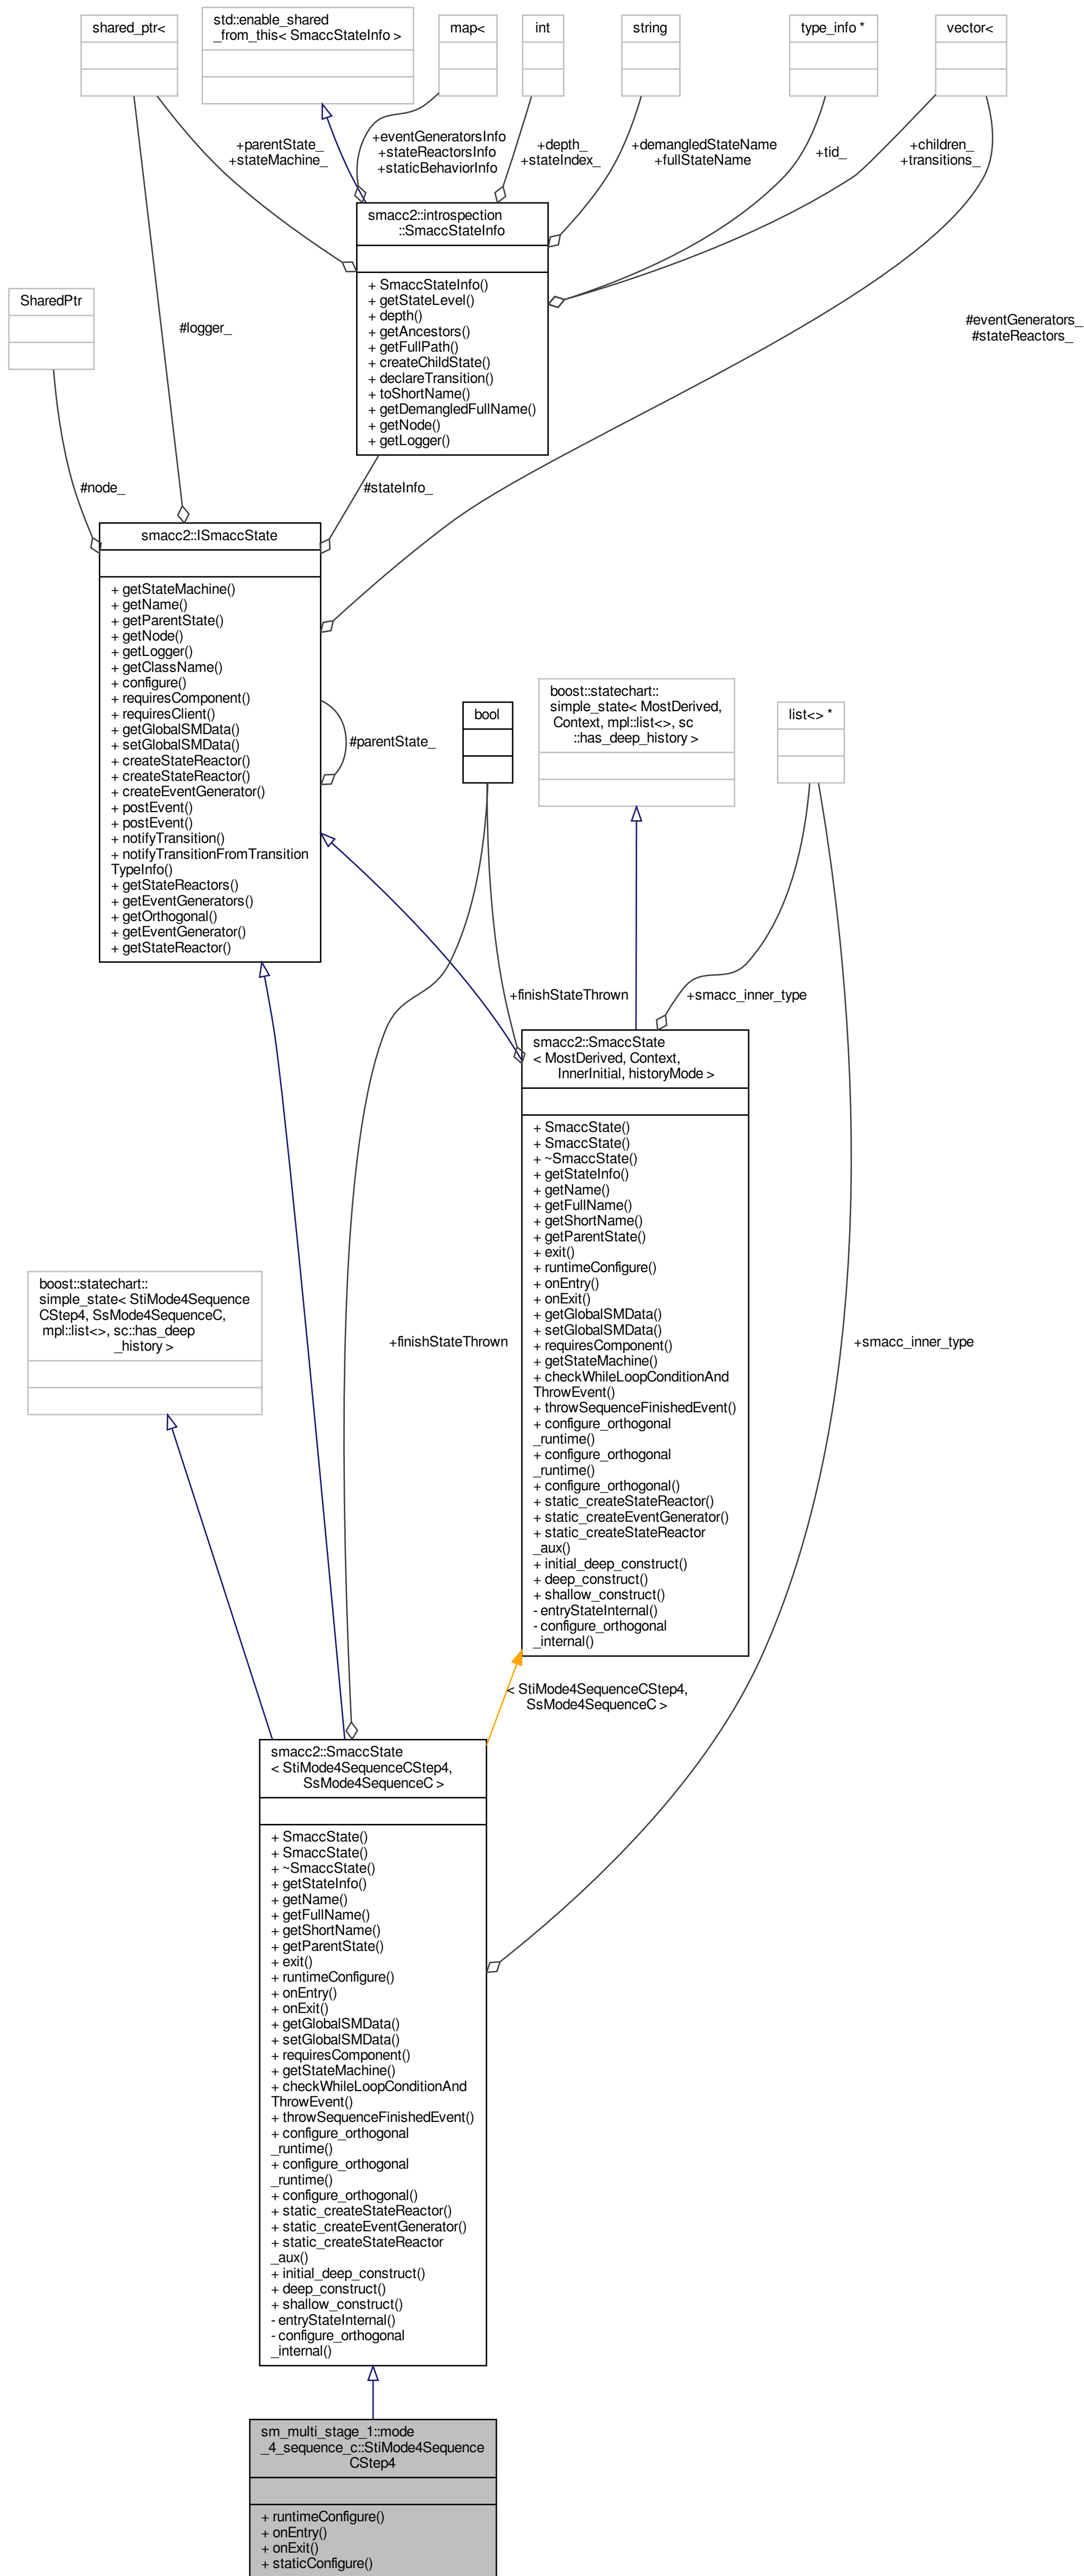 shared_ptr<
std::enable_shared
_from_this< SmaccStateInfo >
map<
int
string
type_info *
vector<
+parentState_
+stateMachine_
+eventGeneratorsInfo
+stateReactorsInfo
+staticBehaviorInfo
+depth_
+stateIndex_
+demangledStateName
+fullStateName
+tid_
+children_
+transitions_
smacc2::introspection
::SmaccStateInfo
+ SmaccStateInfo()
+ getStateLevel()
+ depth()
+ getAncestors()
+ getFullPath()
+ createChildState()
+ declareTransition()
+ toShortName()
+ getDemangledFullName()
+ getNode()
+ getLogger()
SharedPtr
#logger_
#eventGenerators_
#stateReactors_
#node_
#stateInfo_
smacc2::ISmaccState
+ getStateMachine()
+ getName()
+ getParentState()
+ getNode()
+ getLogger()
+ getClassName()
+ configure()
+ requiresComponent()
+ requiresClient()
+ getGlobalSMData()
+ setGlobalSMData()
+ createStateReactor()
+ createStateReactor()
+ createEventGenerator()
+ postEvent()
+ postEvent()
+ notifyTransition()
+ notifyTransitionFromTransition
TypeInfo()
+ getStateReactors()
+ getEventGenerators()
+ getOrthogonal()
+ getEventGenerator()
+ getStateReactor()
#parentState_
bool
boost::statechart::
simple_state< MostDerived,
Context, mpl::list<>, sc
::has_deep_history >
list<> *
+finishStateThrown
+smacc_inner_type
smacc2::SmaccState
< MostDerived, Context,
InnerInitial, historyMode >
+ SmaccState()
+ SmaccState()
+ ~SmaccState()
+ getStateInfo()
+ getName()
+ getFullName()
+ getShortName()
+ getParentState()
+ exit()
+ runtimeConfigure()
+ onEntry()
+ onExit()
+ getGlobalSMData()
+ setGlobalSMData()
+ requiresComponent()
+ getStateMachine()
+ checkWhileLoopConditionAnd
ThrowEvent()
+ throwSequenceFinishedEvent()
+ configure_orthogonal
_runtime()
+ configure_orthogonal
_runtime()
+ configure_orthogonal()
+ static_createStateReactor()
+ static_createEventGenerator()
+ static_createStateReactor
_aux()
+ initial_deep_construct()
+ deep_construct()
+ shallow_construct()
- entryStateInternal()
- configure_orthogonal
_internal()
boost::statechart::
simple_state< StiMode4Sequence
CStep4, SsMode4SequenceC,
mpl::list<>, sc::has_deep
_history >
+finishStateThrown
+smacc_inner_type
< StiMode4SequenceCStep4,
SsMode4SequenceC >
smacc2::SmaccState
< StiMode4SequenceCStep4,
SsMode4SequenceC >
+ SmaccState()
+ SmaccState()
+ ~SmaccState()
+ getStateInfo()
+ getName()
+ getFullName()
+ getShortName()
+ getParentState()
+ exit()
+ runtimeConfigure()
+ onEntry()
+ onExit()
+ getGlobalSMData()
+ setGlobalSMData()
+ requiresComponent()
+ getStateMachine()
+ checkWhileLoopConditionAnd
ThrowEvent()
+ throwSequenceFinishedEvent()
+ configure_orthogonal
_runtime()
+ configure_orthogonal
_runtime()
+ configure_orthogonal()
+ static_createStateReactor()
+ static_createEventGenerator()
+ static_createStateReactor
_aux()
+ initial_deep_construct()
+ deep_construct()
+ shallow_construct()
- entryStateInternal()
- configure_orthogonal
_internal()
sm_multi_stage_1::mode
_4_sequence_c::StiMode4Sequence
CStep4
+ runtimeConfigure()
+ onEntry()
+ onExit()
+ staticConfigure()